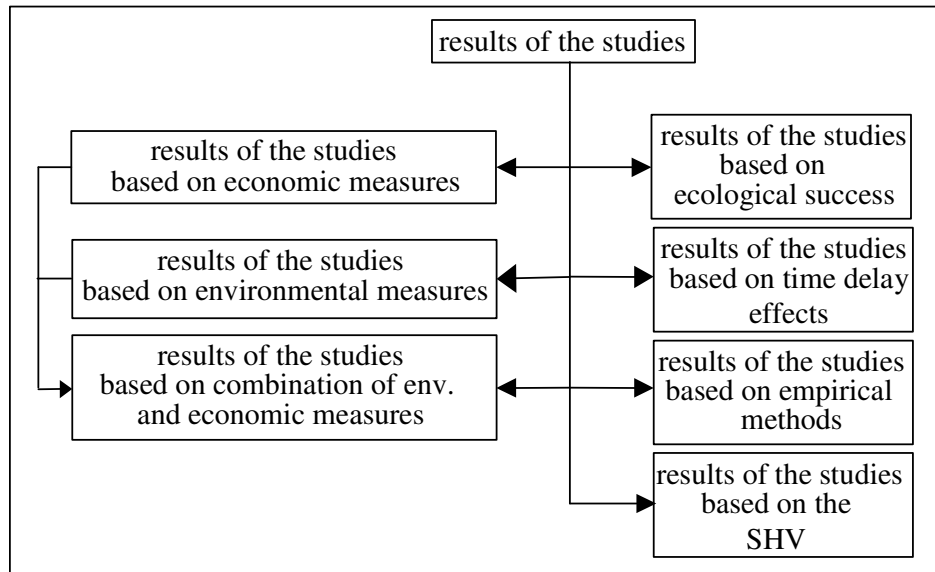 results of the studies
results of the studies
based on economic measures
results of the studies
based on environmental measures
results of the studies
based on combination of env.
and economic measures
results of the studies
based on
ecological success
results of the studies
based on time delay
effects
results of the studies
based on empirical
methods
results of the studies
based on the
SHV